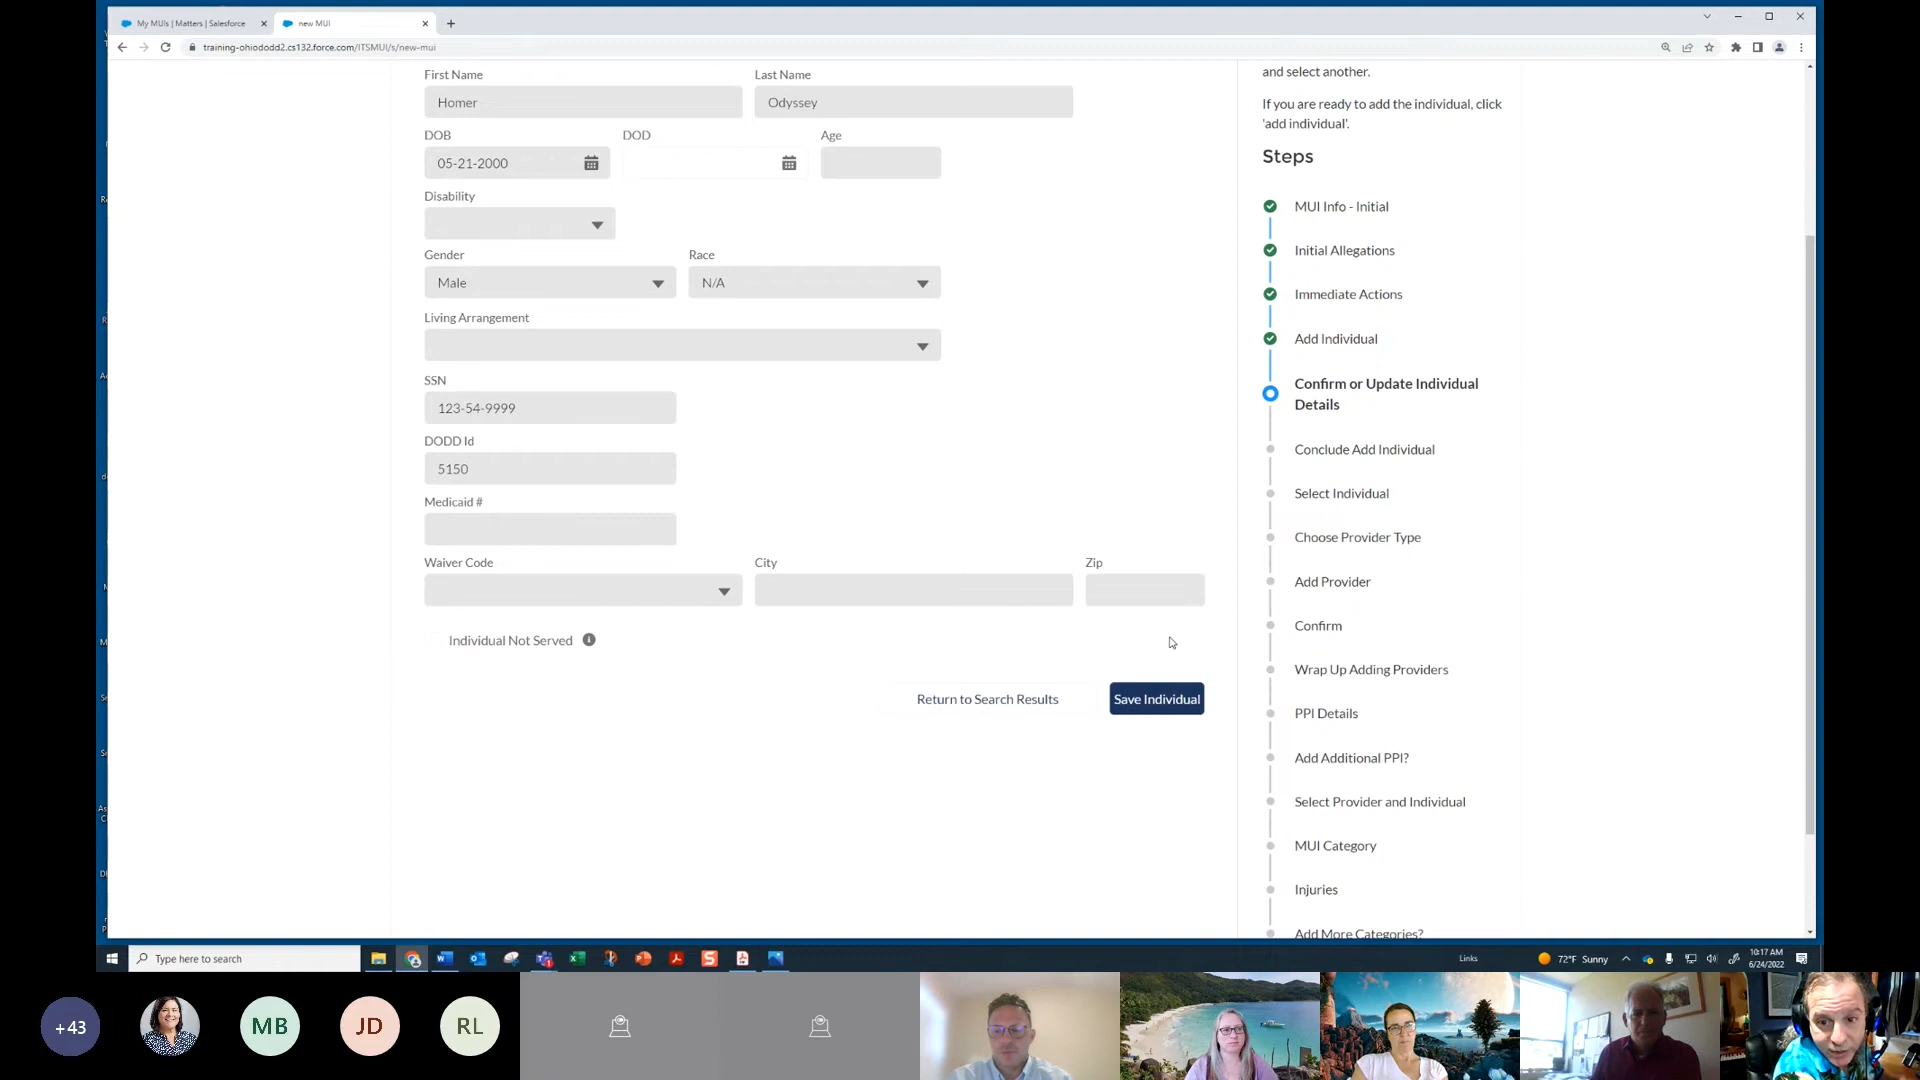 My MUIs | Matters | Salesforce
new MUI
training-ohiododd2.cs132.force.com/ITSMUI/s/new-mui
First Name
Last Name
Homer
Odyssey
DOB
DOD
Age
05-21-2000
Disability
Gender
Race
Male
N/A
Living Arrangement
SSN
123-54-9999
DODD Id
5150
Medicaid #
Waiver Code
City
Zip
Individual Not Served
Return to Search Results
Save Individual
and select another.
If you are ready to add the individual, click
'add individual'.
Steps
MUI Info - Initial
Initial Allegations
Immediate Actions
Add Individual
Confirm or Update Individual
Details
Conclude Add Individual
Select Individual
Choose Provider Type
Add Provider
Confirm
Wrap Up Adding Providers
PPI Details
Add Additional PPI?
Select Provider and Individual
MUI Category
Injuries
Add More Categories?
Type here to search
Links
72°F Sunny
10:17 AM
6/24/2022
+43
MB
JD
RL